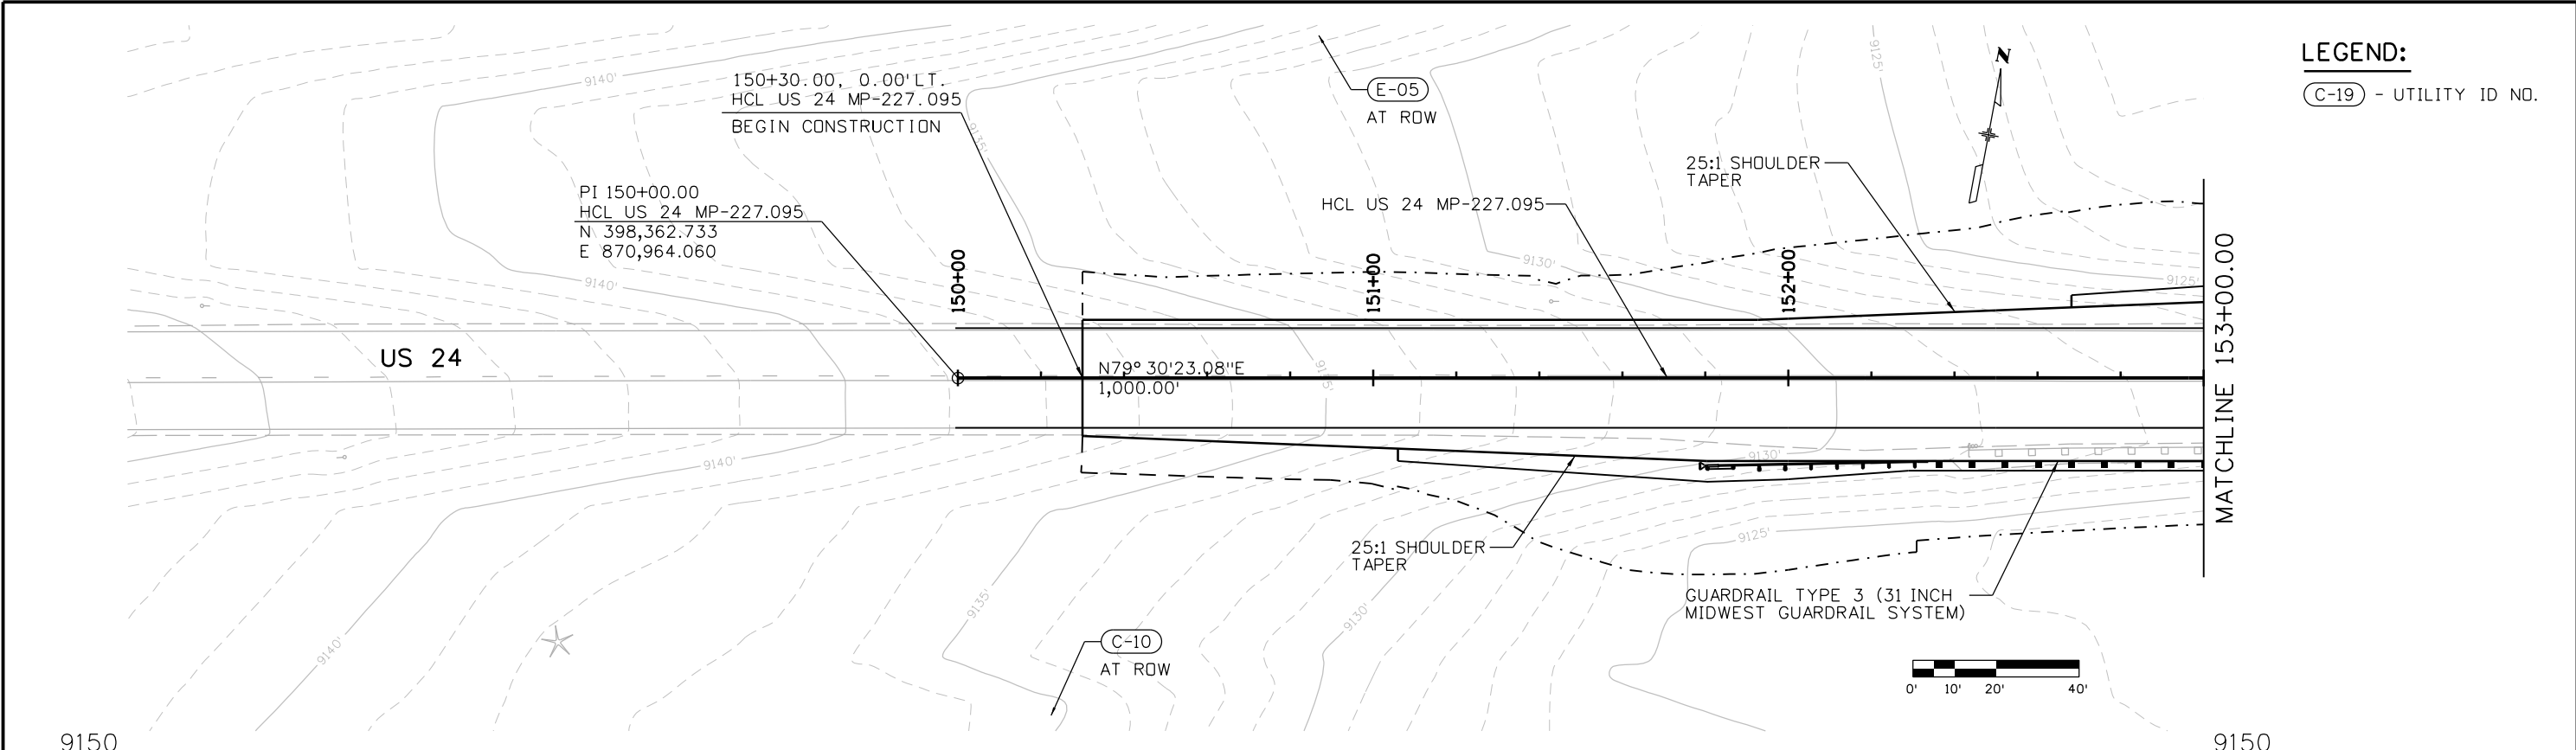 LEGEND:
C-19 - UTILITY ID NO.
N
9140'
9125'
150+30.00, 0.00' LT.
HCL US 24 MP-227.095
BEGIN CONSTRUCTION
E-05
AT ROW
9135'
25:1 SHOULDER
TAPER
PI 150+00.00
HCL US 24 MP-227.095
N 398,362.733
E 870,964.060
HCL US 24 MP-227.095
150+00
151+00
152+00
9140'
9130'
9125'
MATCHLINE 153+00.00
US 24
N79°30'23.08"E
1,000.00'
9135'
9140'
9130'
9125'
25:1 SHOULDER
TAPER
GUARDRAIL TYPE 3 (31 INCH
MIDWEST GUARDRAIL SYSTEM)
9135'
9130'
9140'
C-10
AT ROW
0' 10' 20' 40'
9150
9150